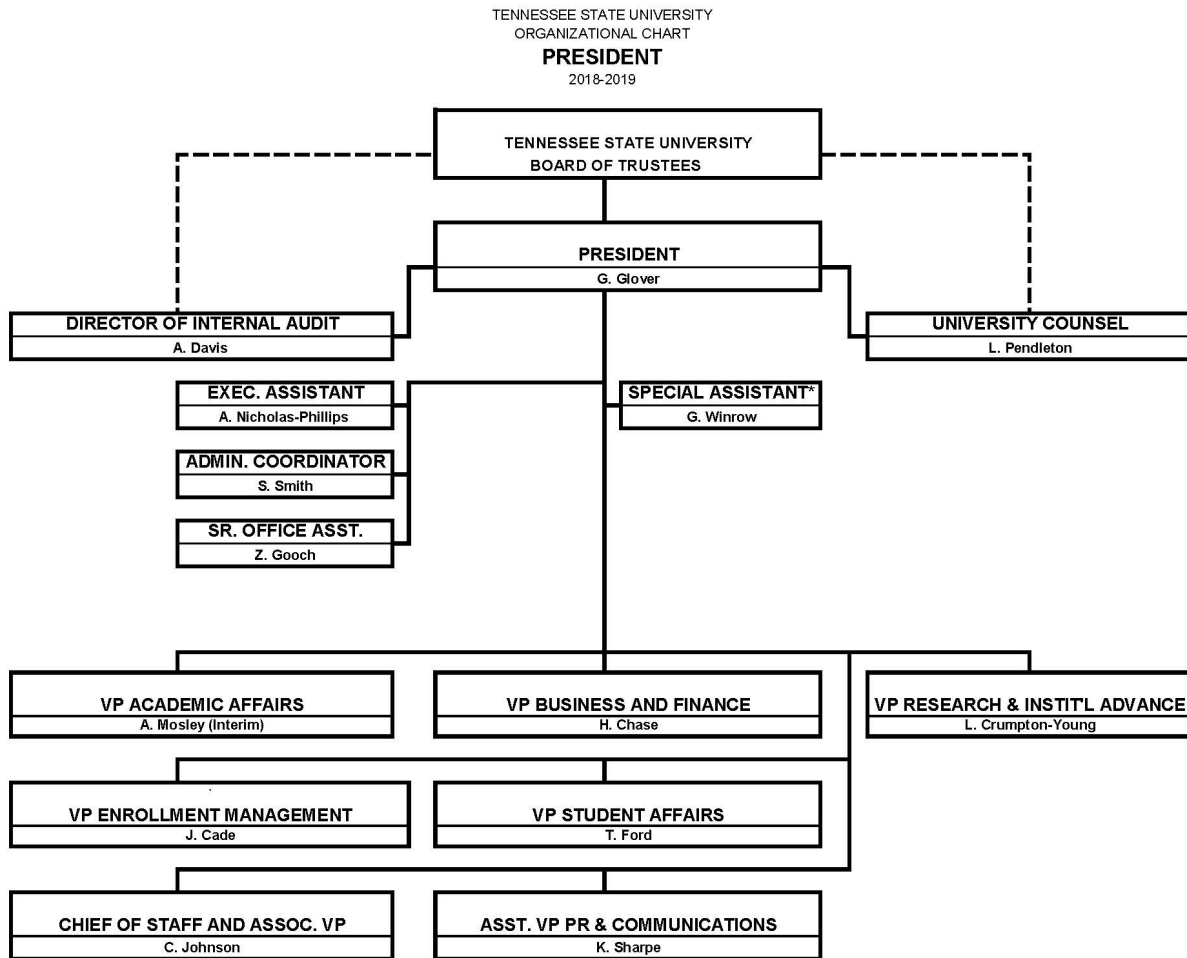 TENNESSEE STATE UNIVERSITY
ORGANIZATIONAL CHART
PRESIDENT
2018-2019
TENNESSEE STATE UNIVERSITY
BOARD OF TRUSTEES
PRESIDENT
G. Glover
DIRECTOR OF INTERNAL AUDIT
A. Davis
UNIVERSITY COUNSEL
L. Pendleton
EXEC. ASSISTANT
A. Nicholas-Phillips
SPECIAL ASSISTANT*
G. Winrow
ADMIN. COORDINATOR
S. Smith
SR. OFFICE ASST.
Z. Gooch
VP ACADEMIC AFFAIRS
A. Mosley (Interim)
VP BUSINESS AND FINANCE
H. Chase
VP RESEARCH & INSTIT'L ADVANCE
L. Crumpton-Young
VP ENROLLMENT MANAGEMENT
J. Cade
VP STUDENT AFFAIRS
T. Ford
CHIEF OF STAFF AND ASSOC. VP
C. Johnson
ASST. VP PR & COMMUNICATIONS
K. Sharpe